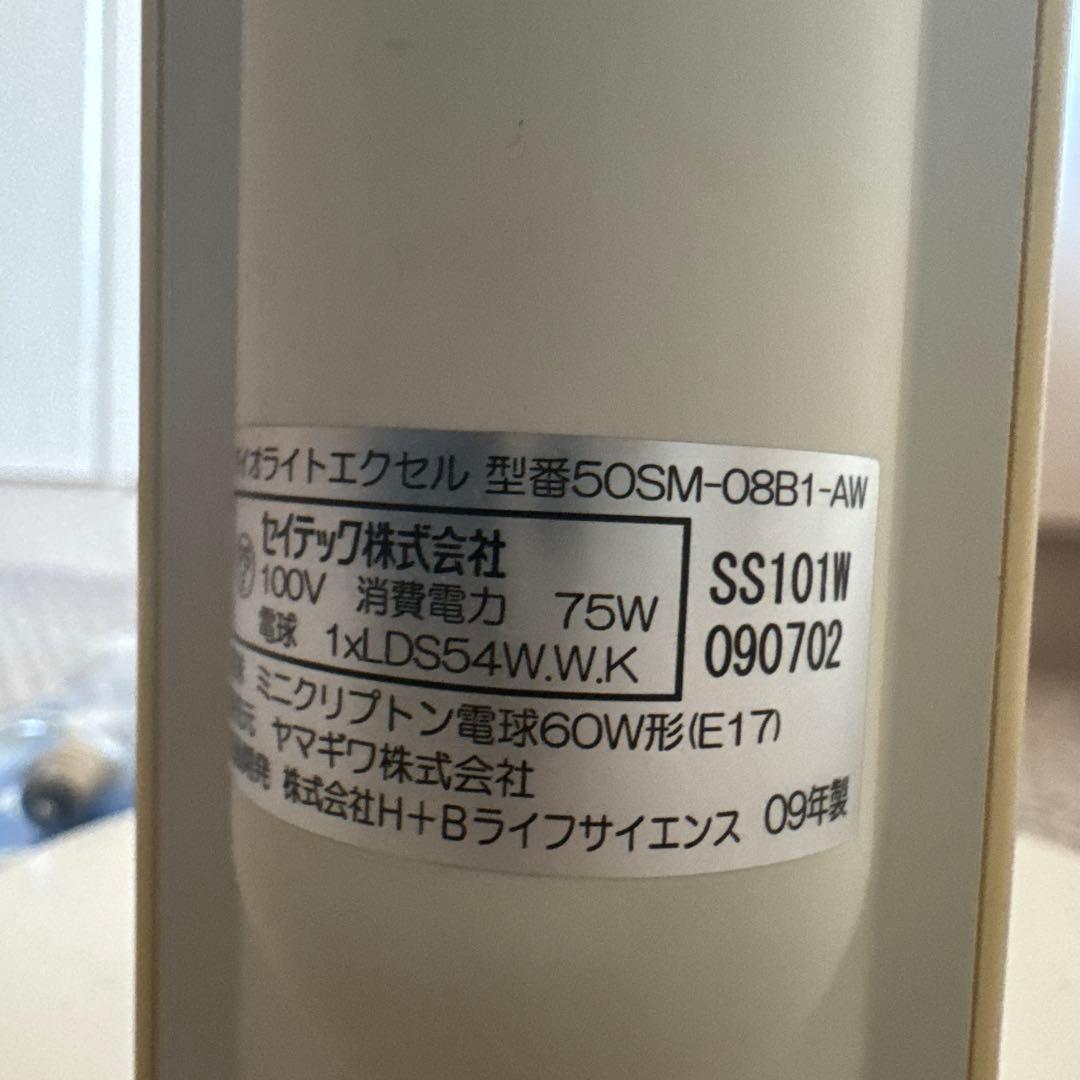 イオライトエクセル 型番50SM-08B1-AW
セイテック株式会社
100V 消費電力 75W
電球 1xLDS54W.W.K
SS101W
090702
ミニクリプトン電球60W形(E17)
元 ヤマギワ株式会社
開発 株式会社H+Bライフサイエンス 09年製